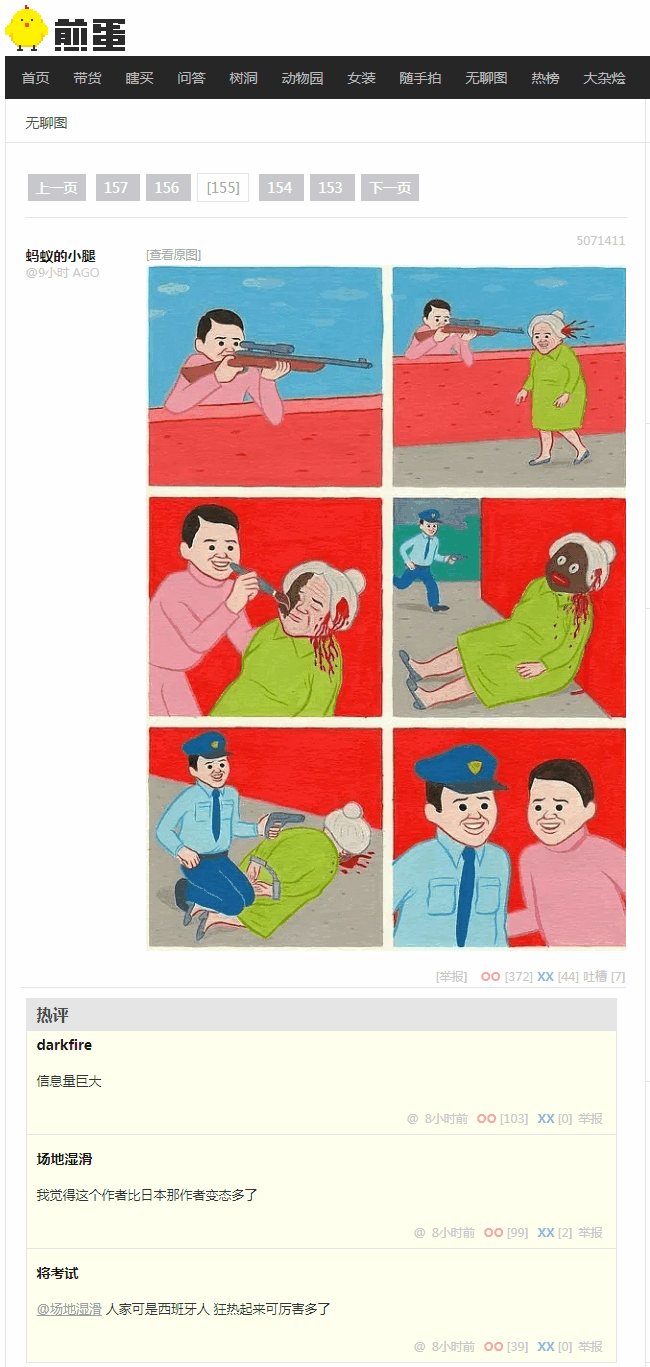 煎蛋
首页 带货 瞎买 问答 树洞 动物园 女装 随手拍 无聊图 热榜 大杂烩
无聊图
上一页 157 156 [155] 154 153 下一页
5071411
蚂蚁的小腿
@9小时 AGO
[查看原图]
[举报] OO [372] XX [44] 吐槽 [7]
热评
darkfire
信息量巨大
@ 8小时前 OO [103] XX [0] 举报
场地湿滑
我觉得这个作者比日本那作者变态多了
@ 8小时前 OO [99] XX [2] 举报
将考试
@场地湿滑 人家可是西班牙人 狂热起来可厉害多了
@ 8小时前 OO [39] XX [0] 举报